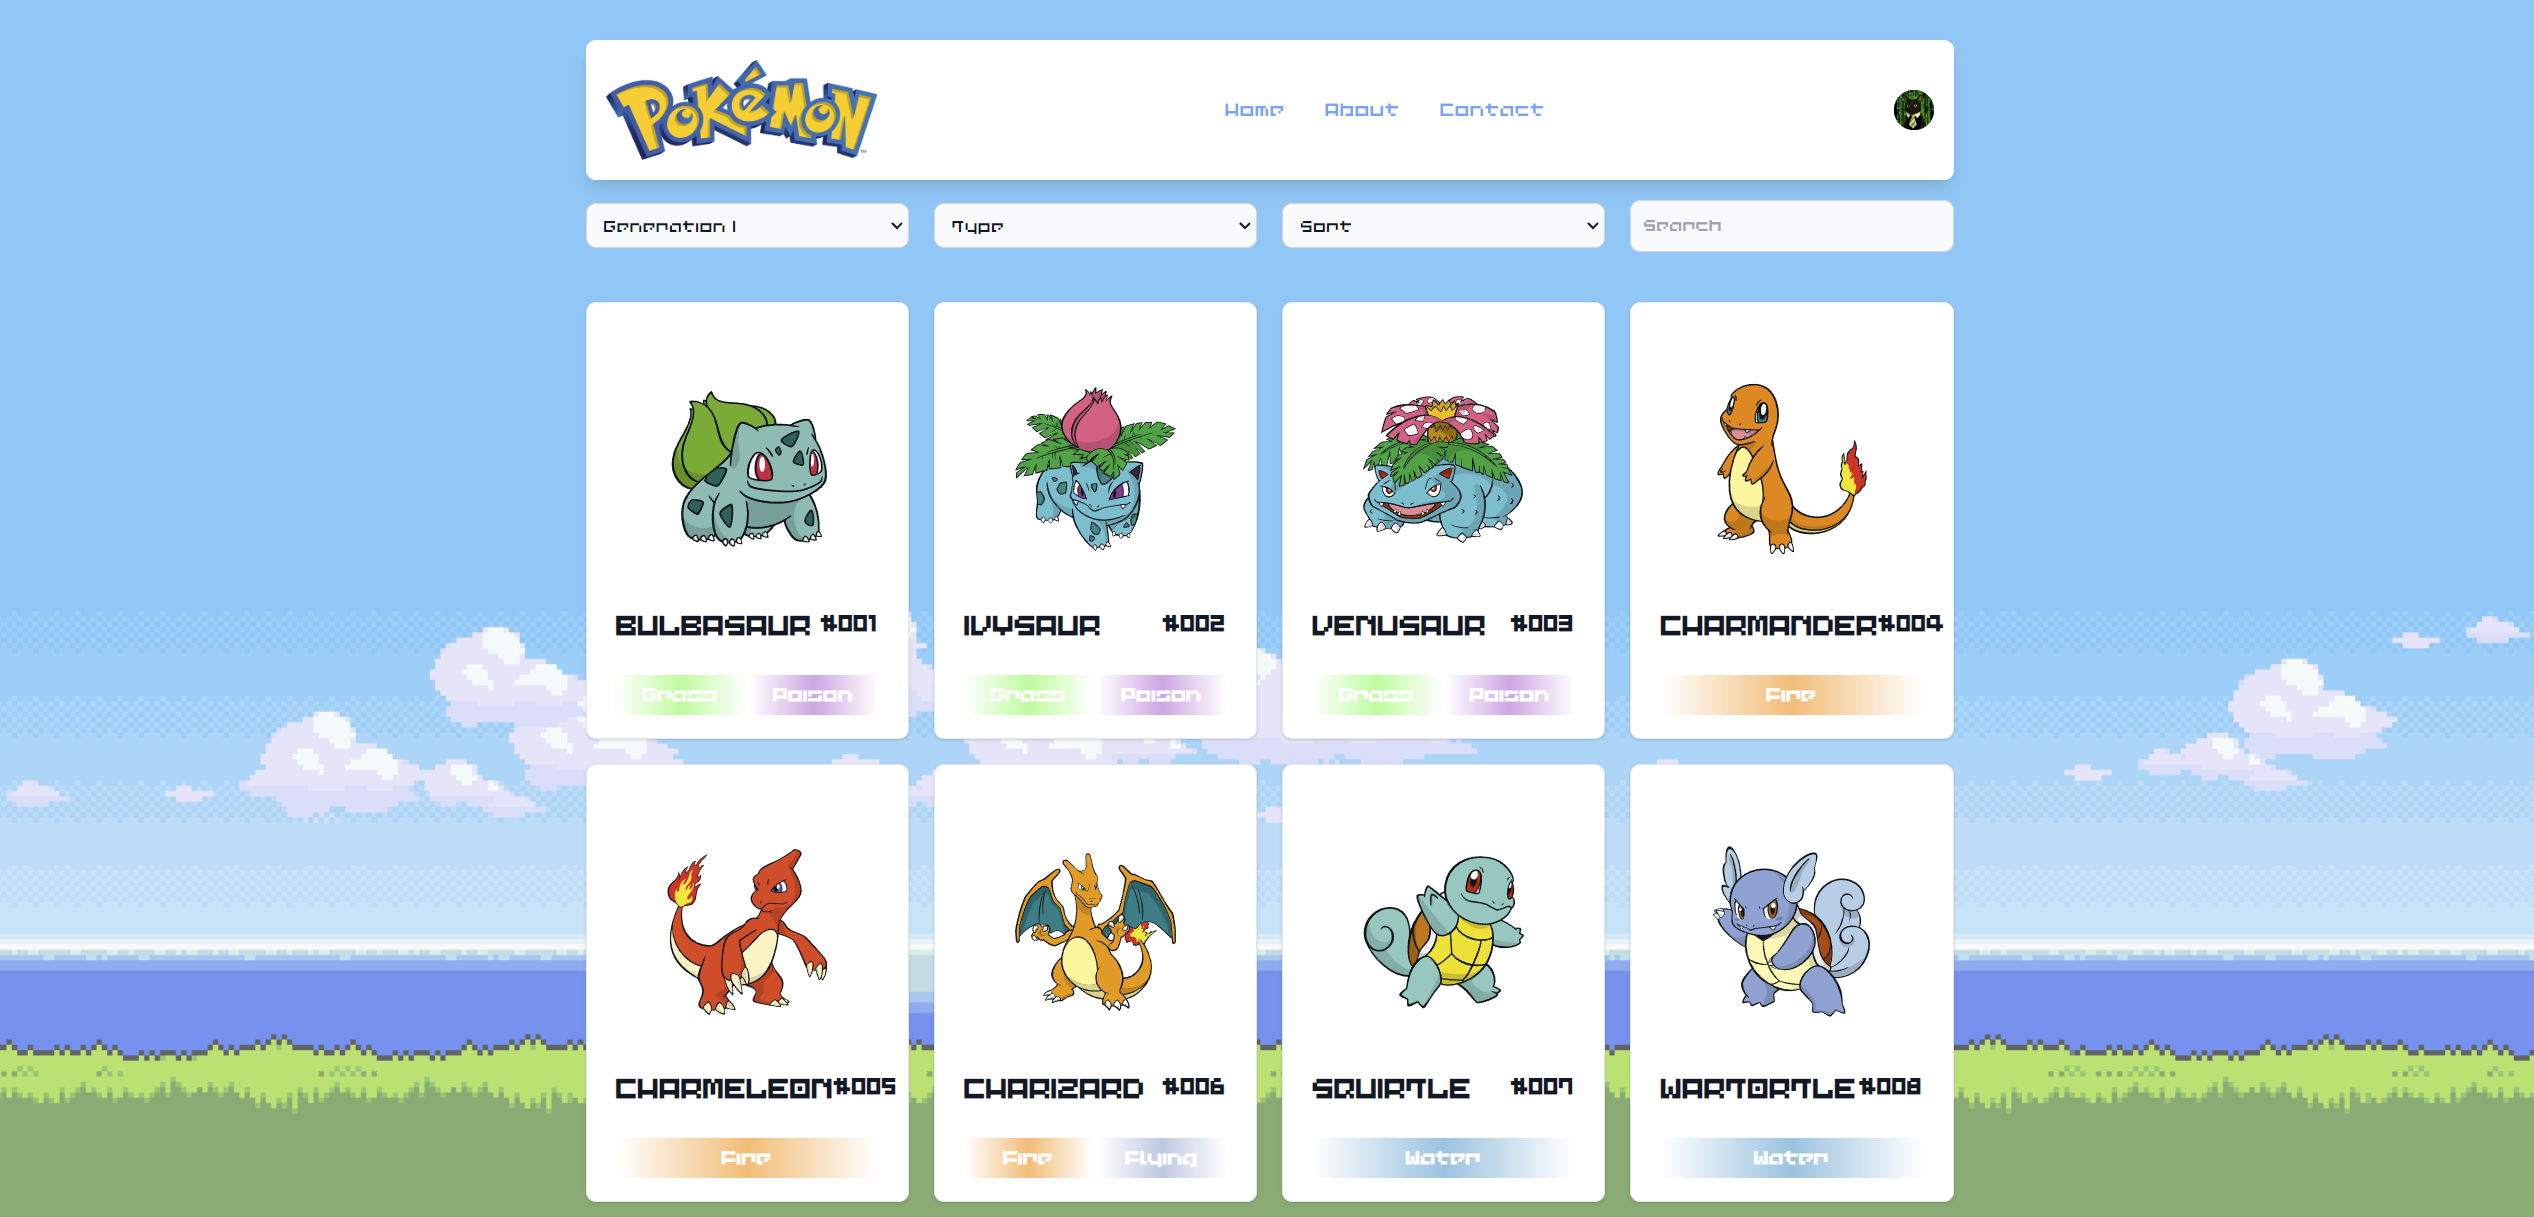 POKéMON™
Home About Contact
Generation I
Type
Sort
Search
BULBASAUR #001
Grass Poison
IVYSAUR #002
Grass Poison
VENUSAUR #003
Grass Poison
CHARMANDER #004
Fire
CHARMELEON #005
Fire
CHARIZARD #006
Fire Flying
SQUIRTLE #007
Water
WARTORTLE #008
Water